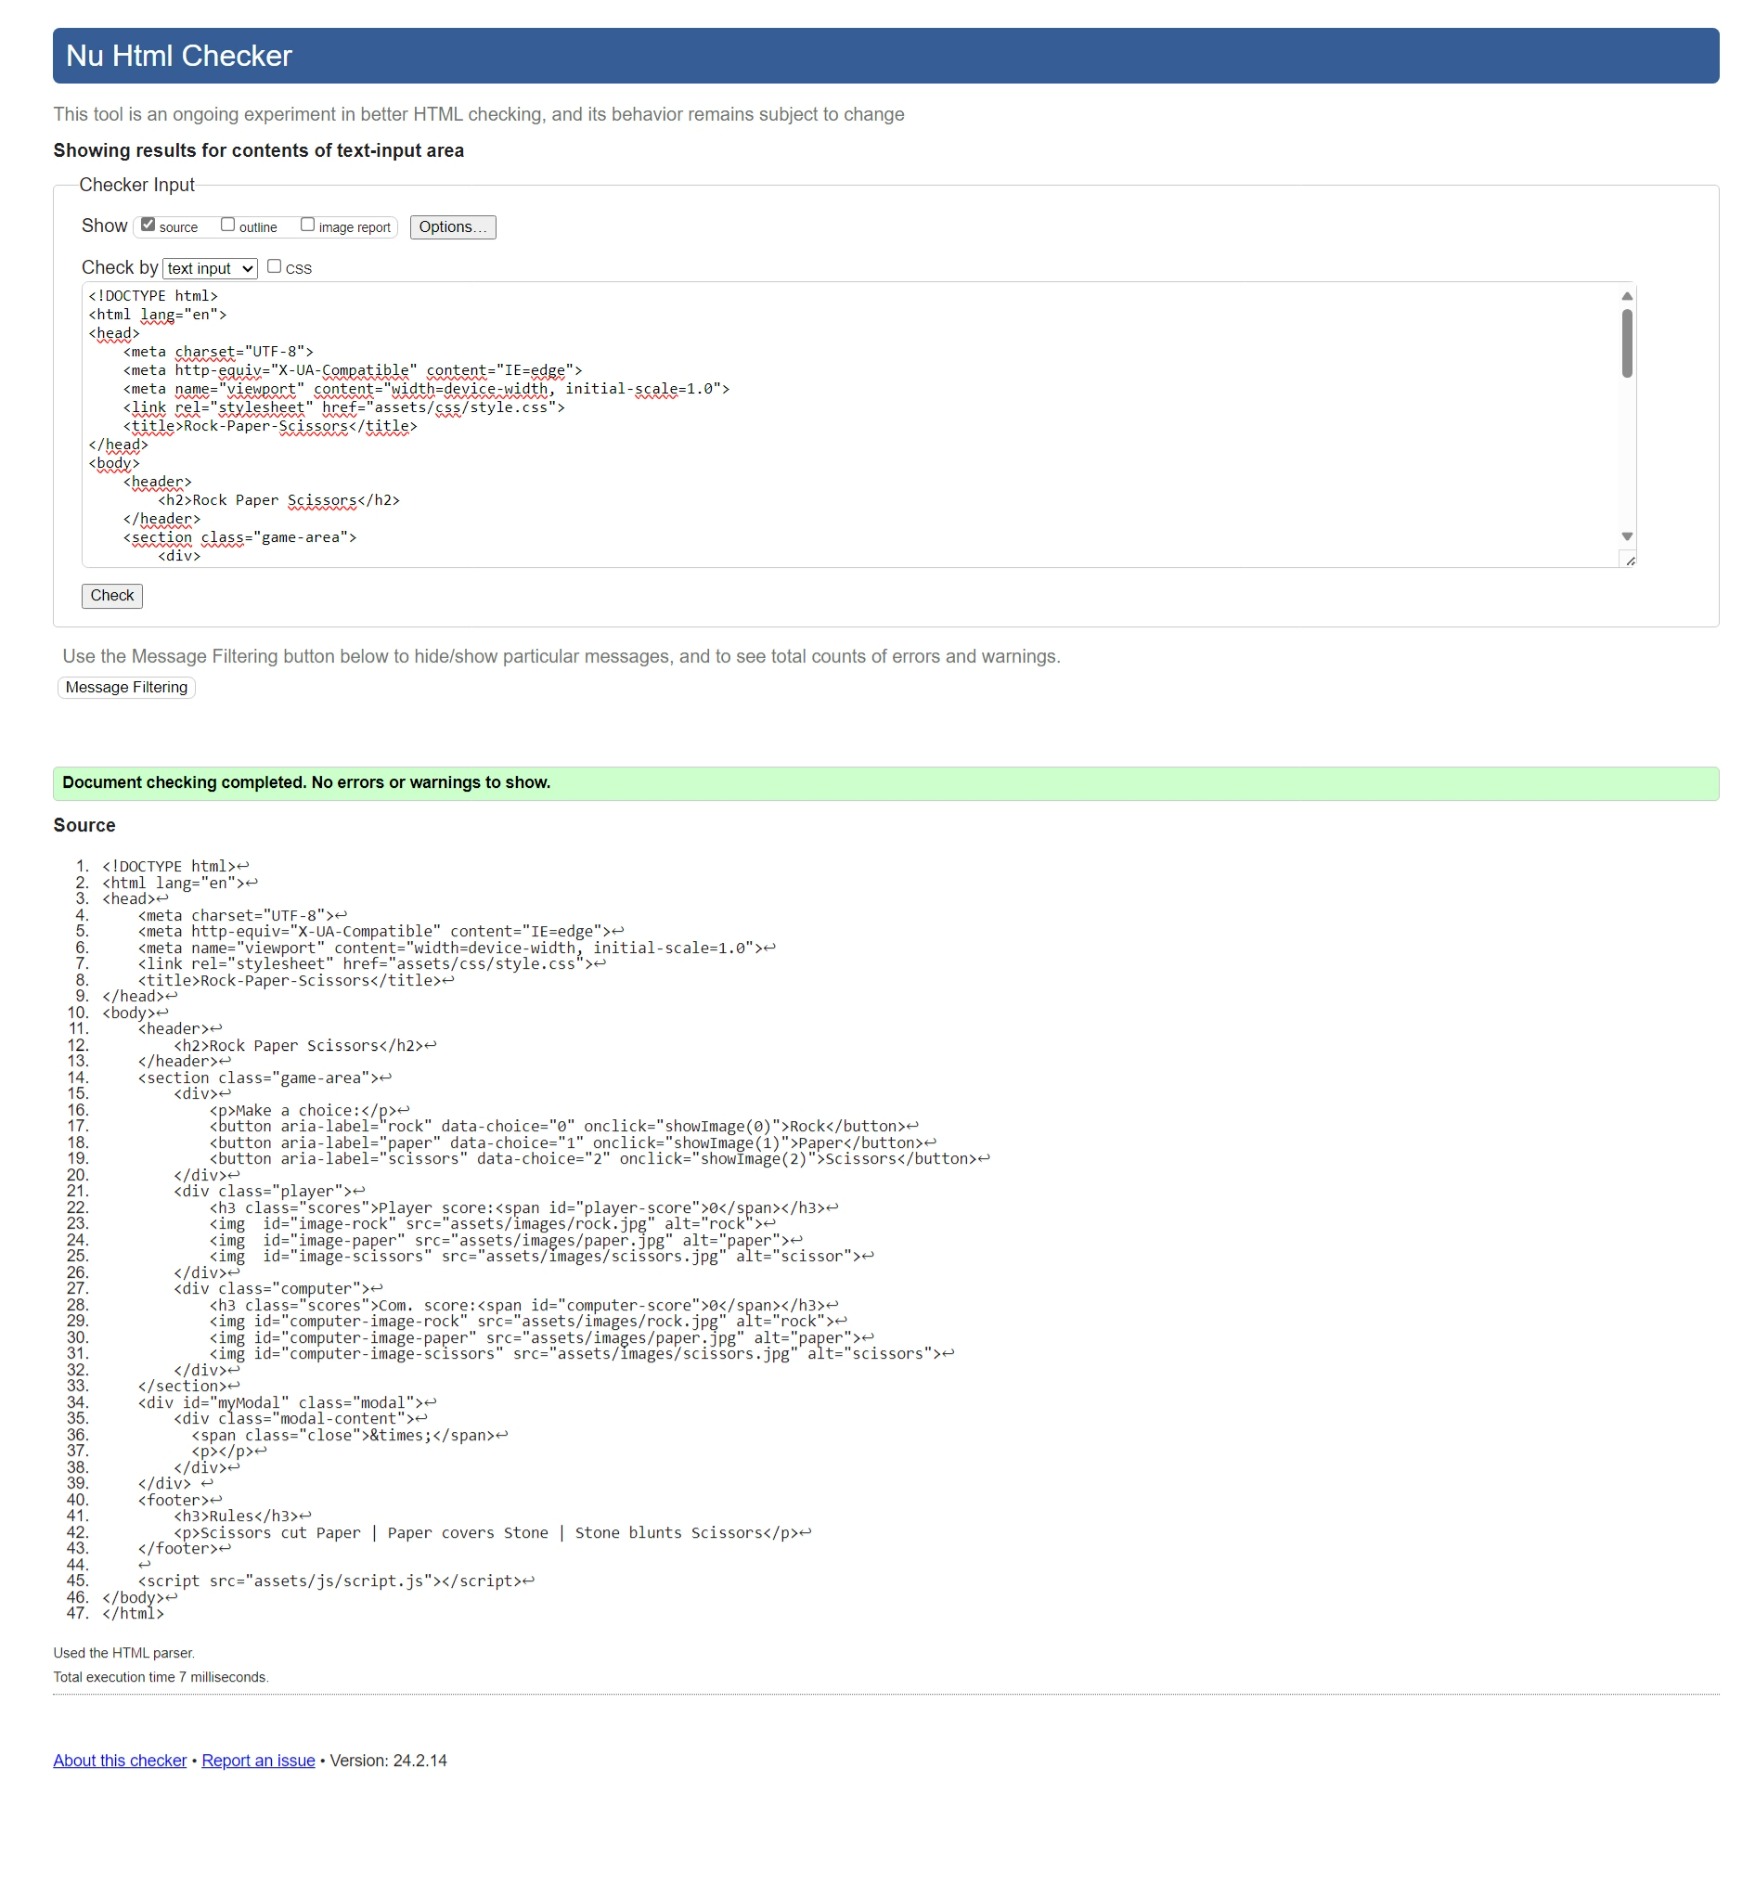 Nu Html Checker
This tool is an ongoing experiment in better HTML checking, and its behavior remains subject to change
Showing results for contents of text-input area
Checker Input
Show source outline image report Options...
Check by text input css
<!DOCTYPE html>
<html lang="en">
<head>
    <meta charset="UTF-8">
    <meta http-equiv="X-UA-Compatible" content="IE=edge">
    <meta name="viewport" content="width=device-width, initial-scale=1.0">
    <link rel="stylesheet" href="assets/css/style.css">
    <title>Rock-Paper-Scissors</title>
</head>
<body>
    <header>
        <h2>Rock Paper Scissors</h2>
    </header>
    <section class="game-area">
        <div>
Check
Use the Message Filtering button below to hide/show particular messages, and to see total counts of errors and warnings.
Message Filtering
Document checking completed. No errors or warnings to show.
Source
1. <!DOCTYPE html>↩
2. <html lang="en">↩
3. <head>↩
4.     <meta charset="UTF-8">↩
5.     <meta http-equiv="X-UA-Compatible" content="IE=edge">↩
6.     <meta name="viewport" content="width=device-width, initial-scale=1.0">↩
7.     <link rel="stylesheet" href="assets/css/style.css">↩
8.     <title>Rock-Paper-Scissors</title>↩
9. </head>↩
10. <body>↩
11.     <header>↩
12.         <h2>Rock Paper Scissors</h2>↩
13.     </header>↩
14.     <section class="game-area">↩
15.         <div>↩
16.             <p>Make a choice:</p>↩
17.             <button aria-label="rock" data-choice="0" onclick="showImage(0)">Rock</button>↩
18.             <button aria-label="paper" data-choice="1" onclick="showImage(1)">Paper</button>↩
19.             <button aria-label="scissors" data-choice="2" onclick="showImage(2)">Scissors</button>↩
20.         </div>↩
21.         <div class="player">↩
22.             <h3 class="scores">Player score:<span id="player-score">0</span></h3>↩
23.             <img  id="image-rock" src="assets/images/rock.jpg" alt="rock">↩
24.             <img  id="image-paper" src="assets/images/paper.jpg" alt="paper">↩
25.             <img  id="image-scissors" src="assets/images/scissors.jpg" alt="scissor">↩
26.         </div>↩
27.         <div class="computer">↩
28.             <h3 class="scores">Com. score:<span id="computer-score">0</span></h3>↩
29.             <img id="computer-image-rock" src="assets/images/rock.jpg" alt="rock">↩
30.             <img id="computer-image-paper" src="assets/images/paper.jpg" alt="paper">↩
31.             <img id="computer-image-scissors" src="assets/images/scissors.jpg" alt="scissors">↩
32.         </div>↩
33.     </section>↩
34.     <div id="myModal" class="modal">↩
35.         <div class="modal-content">↩
36.           <span class="close">&times;</span>↩
37.           <p></p>↩
38.         </div>↩
39.     </div> ↩
40.     <footer>↩
41.         <h3>Rules</h3>↩
42.         <p>Scissors cut Paper | Paper covers Stone | Stone blunts Scissors</p>↩
43.     </footer>↩
44.     ↩
45.     <script src="assets/js/script.js"></script>↩
46. </body>↩
47. </html>
Used the HTML parser.
Total execution time 7 milliseconds.
About this checker • Report an issue • Version: 24.2.14